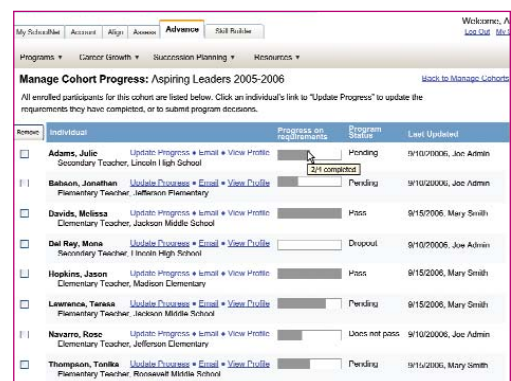 Welcome, A
My SchoolNet Account Align Assess Advance Skill Builder
Log Out My S
Programs Career Growth Succession Planning Resources
Manage Cohort Progress: Aspiring Leaders 2005-2006
Back to Manage Cohorts
All enrolled participants for this cohort are listed below. Click an individual's link to "Update Progress" to update the
requirements they have completed, or to submit program decisions.
Remove Individual Progress on requirements Program Status Last Updated
Adams, Julie Update Progress • Email • View Profile Pending 9/10/20006, Joe Admin
Secondary Teacher, Lincoln High School
2/4 completed
Babson, Jonathan Update Progress • Email • View Profile Pending 9/10/20006, Joe Admin
Elementary Teacher, Jefferson Elementary
Davids, Melissa Update Progress • Email • View Profile Pass 9/15/2006, Mary Smith
Elementary Teacher, Jackson Middle School
Del Ray, Mona Update Progress • Email • View Profile Dropout 9/10/20006, Joe Admin
Secondary Teacher, Lincoln High School
Hopkins, Jason Update Progress • Email • View Profile Pass 9/15/2006, Mary Smith
Elementary Teacher, Madison Elementary
Lawrence, Teresa Update Progress • Email • View Profile Pending 9/15/2006, Mary Smith
Elementary Teacher, Jackson Middle School
Navarro, Rose Update Progress • Email • View Profile Does not pass 9/10/20006, Joe Admin
Elementary Teacher, Jefferson Elementary
Thompson, Tonika Update Progress • Email • View Profile Pending 9/15/2006, Mary Smith
Elementary Teacher, Roosevelt Middle School